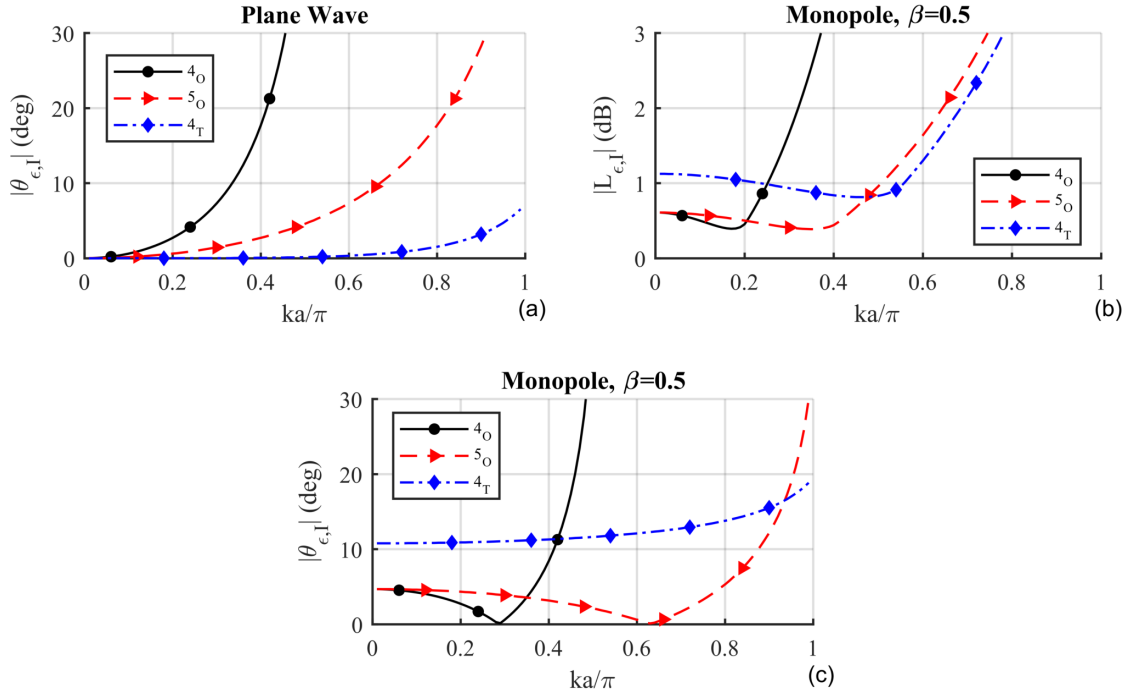 Plane Wave
30
20
10
0
|θϵ,I| (deg)
4O
5O
4T
0 0.2 0.4 0.6 0.8 1
ka/π
(a)
Monopole, β=0.5
3
2
1
0
|Lϵ,I| (dB)
4O
5O
4T
0 0.2 0.4 0.6 0.8 1
ka/π
(b)
Monopole, β=0.5
30
20
10
0
|θϵ,I| (deg)
4O
5O
4T
0 0.2 0.4 0.6 0.8 1
ka/π
(c)